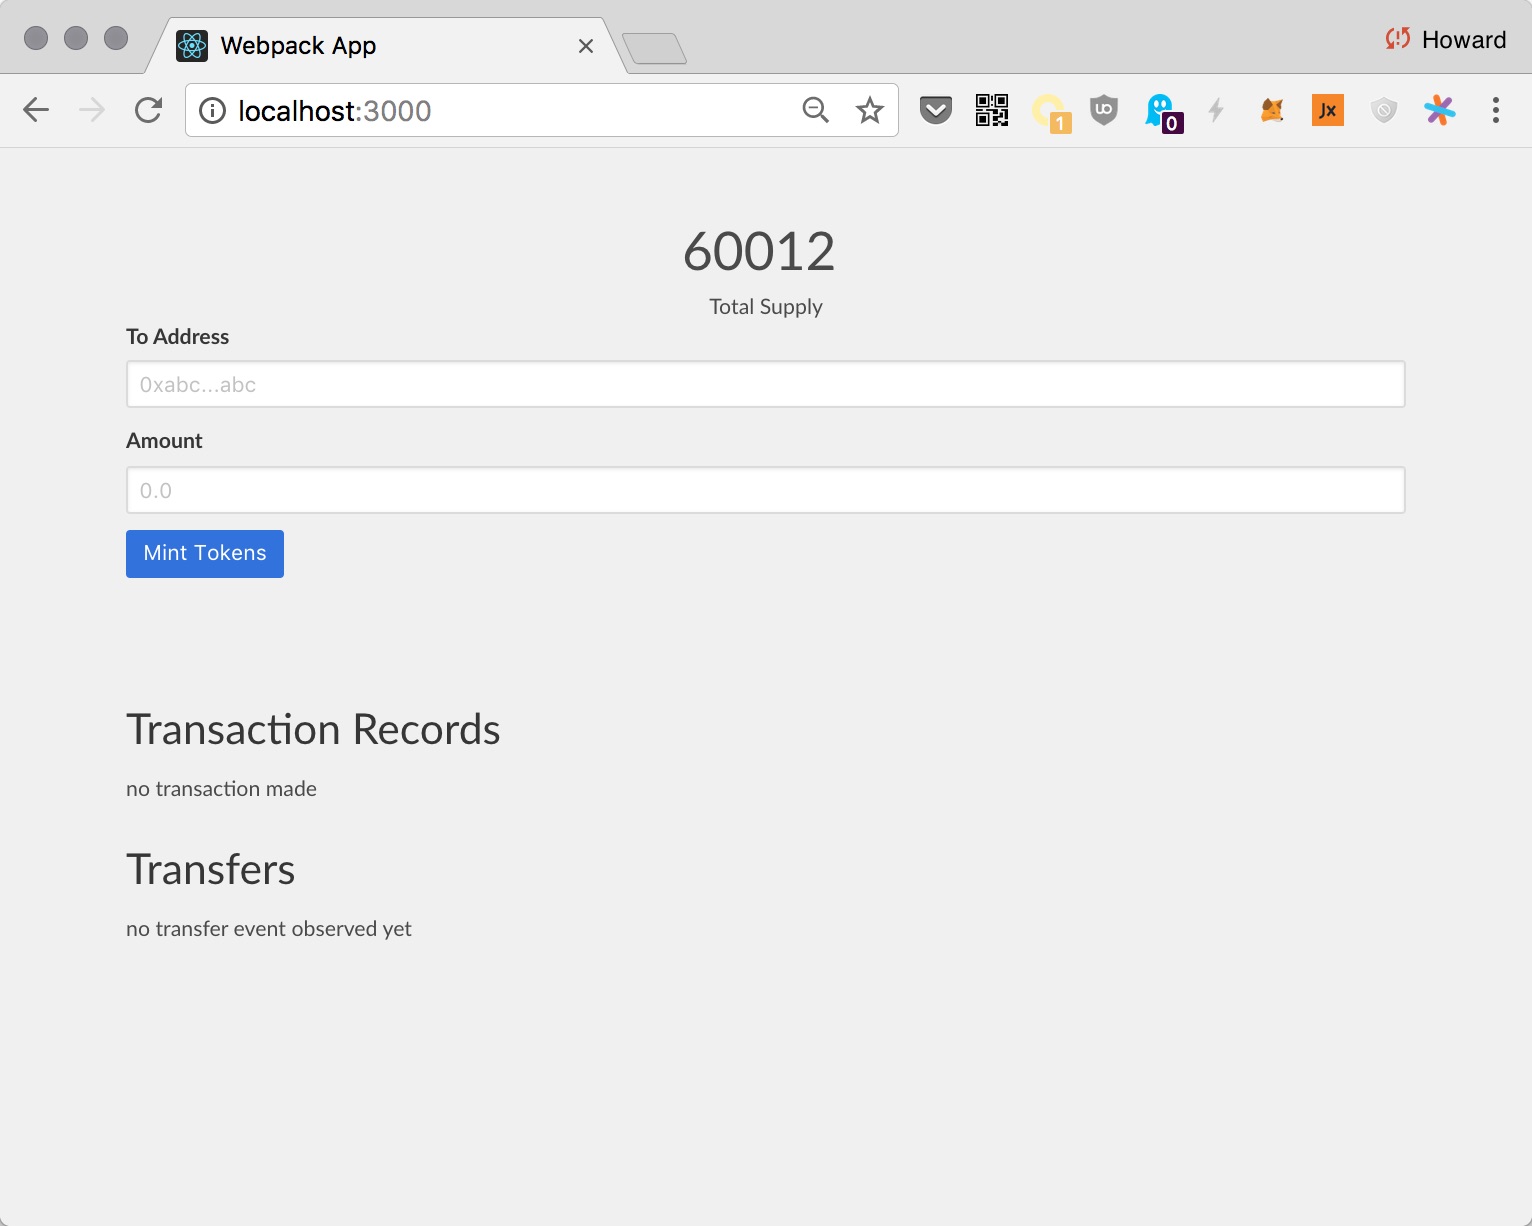 Webpack App
Howard
localhost:3000
1
0
Jx
60012
Total Supply
To Address
0xabc...abc
Amount
0.0
Mint Tokens
Transaction Records
no transaction made
Transfers
no transfer event observed yet